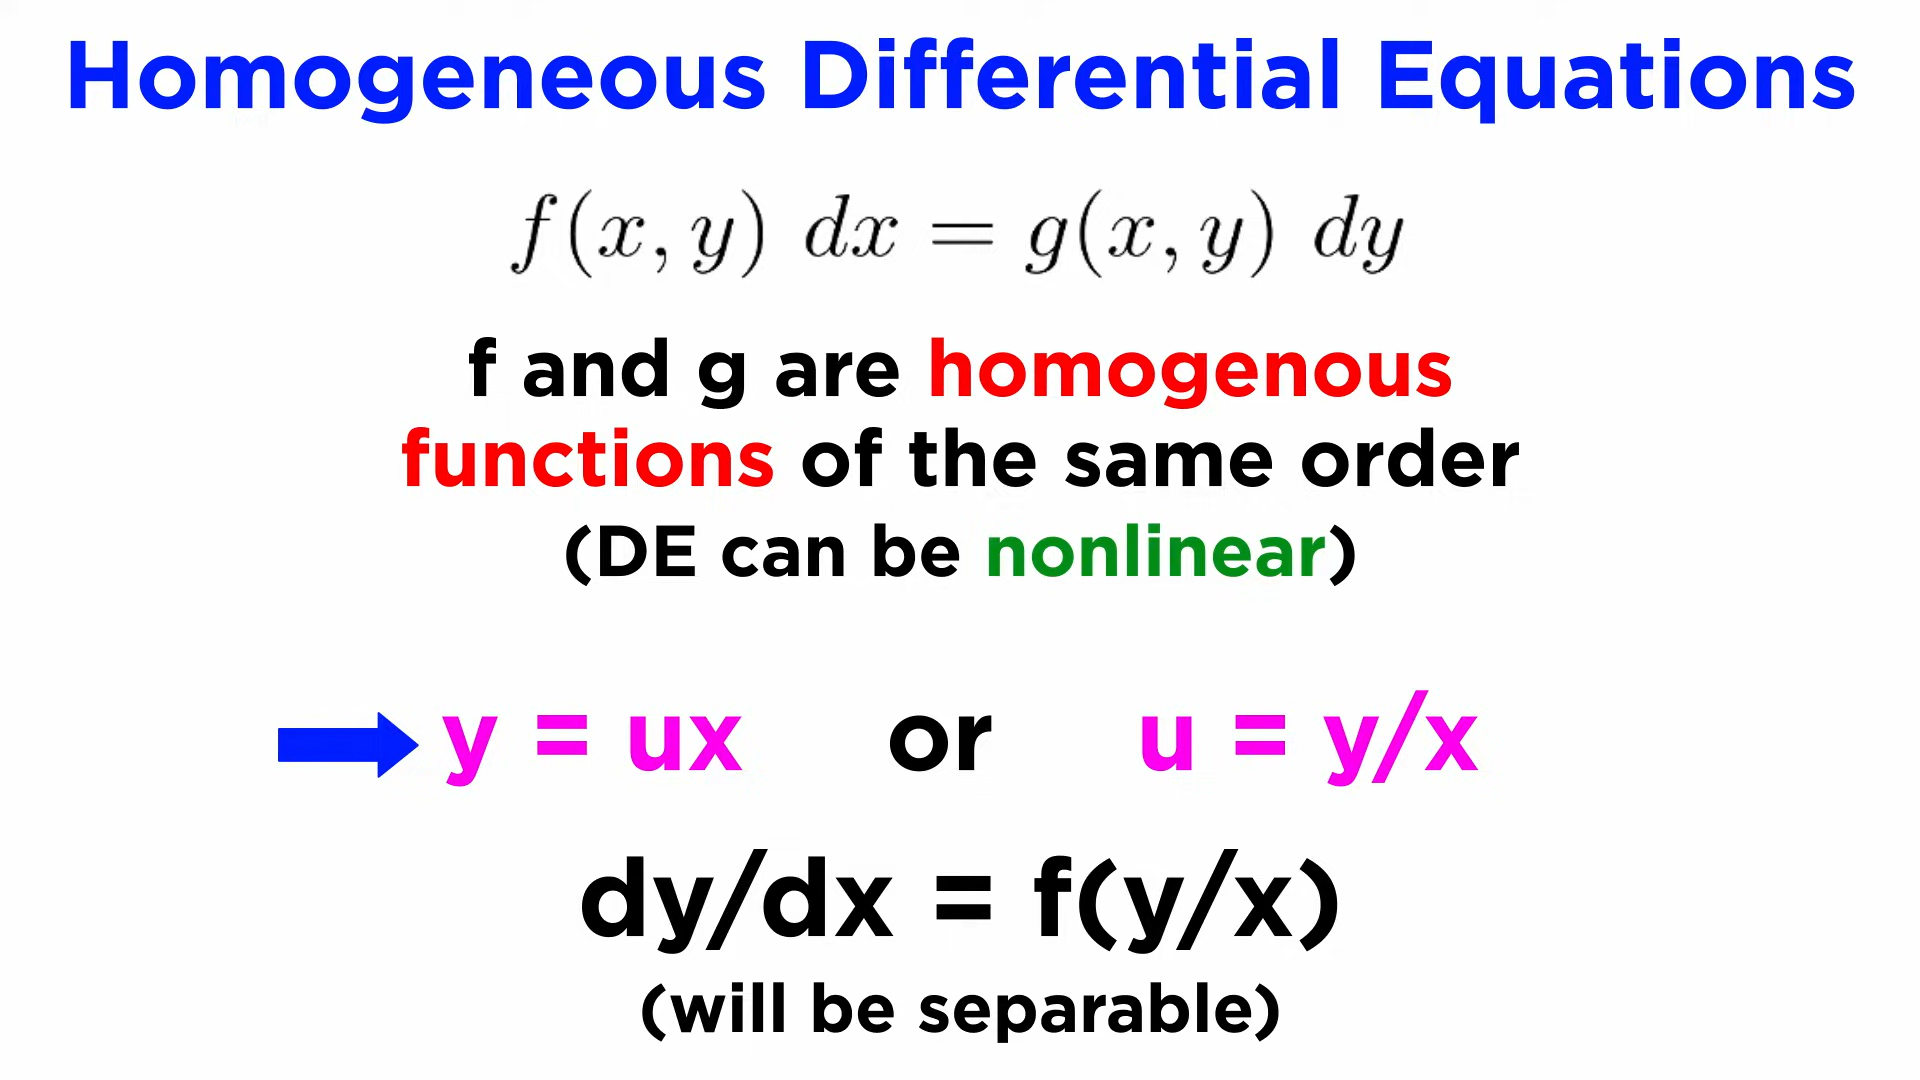 Homogeneous Differential Equations
f(x, y) dx = g(x, y) dy
f and g are homogenous
functions of the same order
(DE can be nonlinear)
y = ux or u = y/x
dy/dx = f(y/x)
(will be separable)